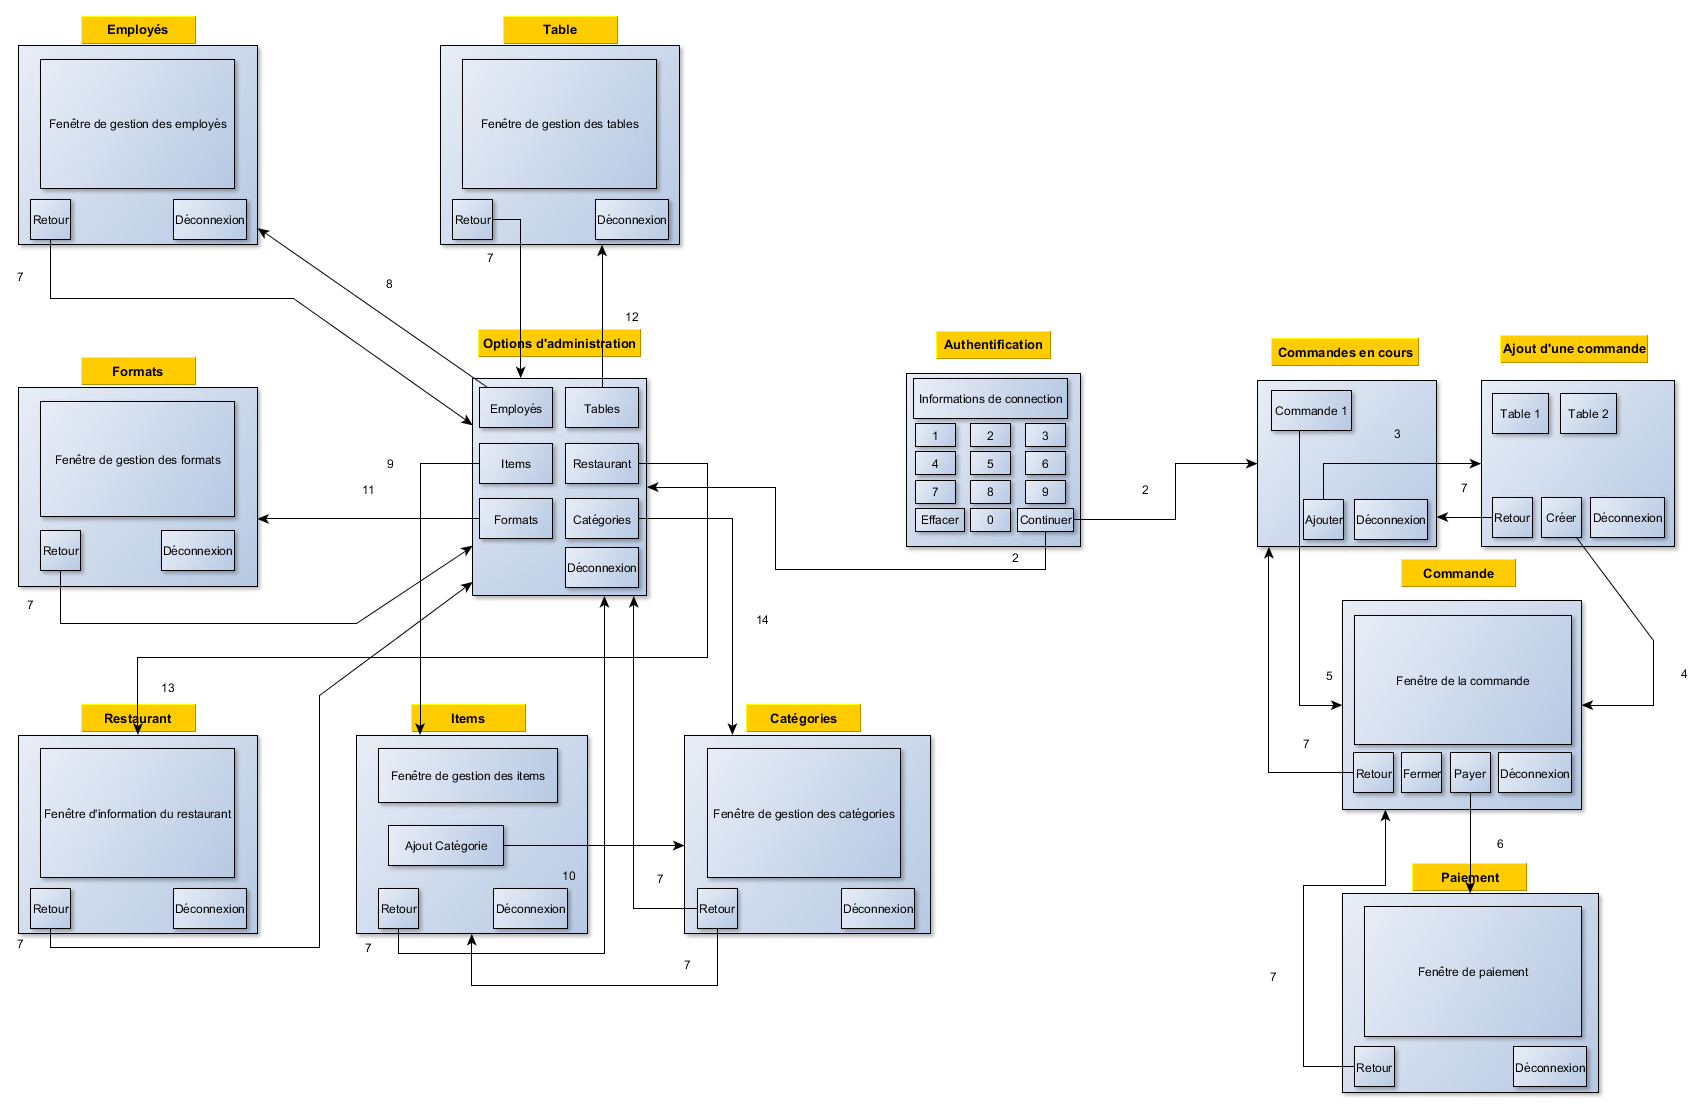 Employés
Fenêtre de gestion des employés
Retour
Déconnexion
7
8
Table
Fenêtre de gestion des tables
Retour
Déconnexion
7
12
Formats
Fenêtre de gestion des formats
Retour
Déconnexion
7
9
11
Options d'administration
Employés
Tables
Items
Restaurant
Formats
Catégories
Déconnexion
14
13
Restaurant
Fenêtre d'information du restaurant
Retour
Déconnexion
7
Items
Fenêtre de gestion des items
Ajout Catégorie
10
Retour
Déconnexion
7
Catégories
Fenêtre de gestion des catégories
7
Retour
Déconnexion
7
Authentification
Informations de connection
1
2
3
4
5
6
7
8
9
Effacer
0
Continuer
2
2
Commandes en cours
Commande 1
3
Ajouter
Déconnexion
7
Ajout d'une commande
Table 1
Table 2
Retour
Créer
Déconnexion
4
Commande
Fenêtre de la commande
5
7
Retour
Fermer
Payer
Déconnexion
6
Paiement
Fenêtre de paiement
7
Retour
Déconnexion